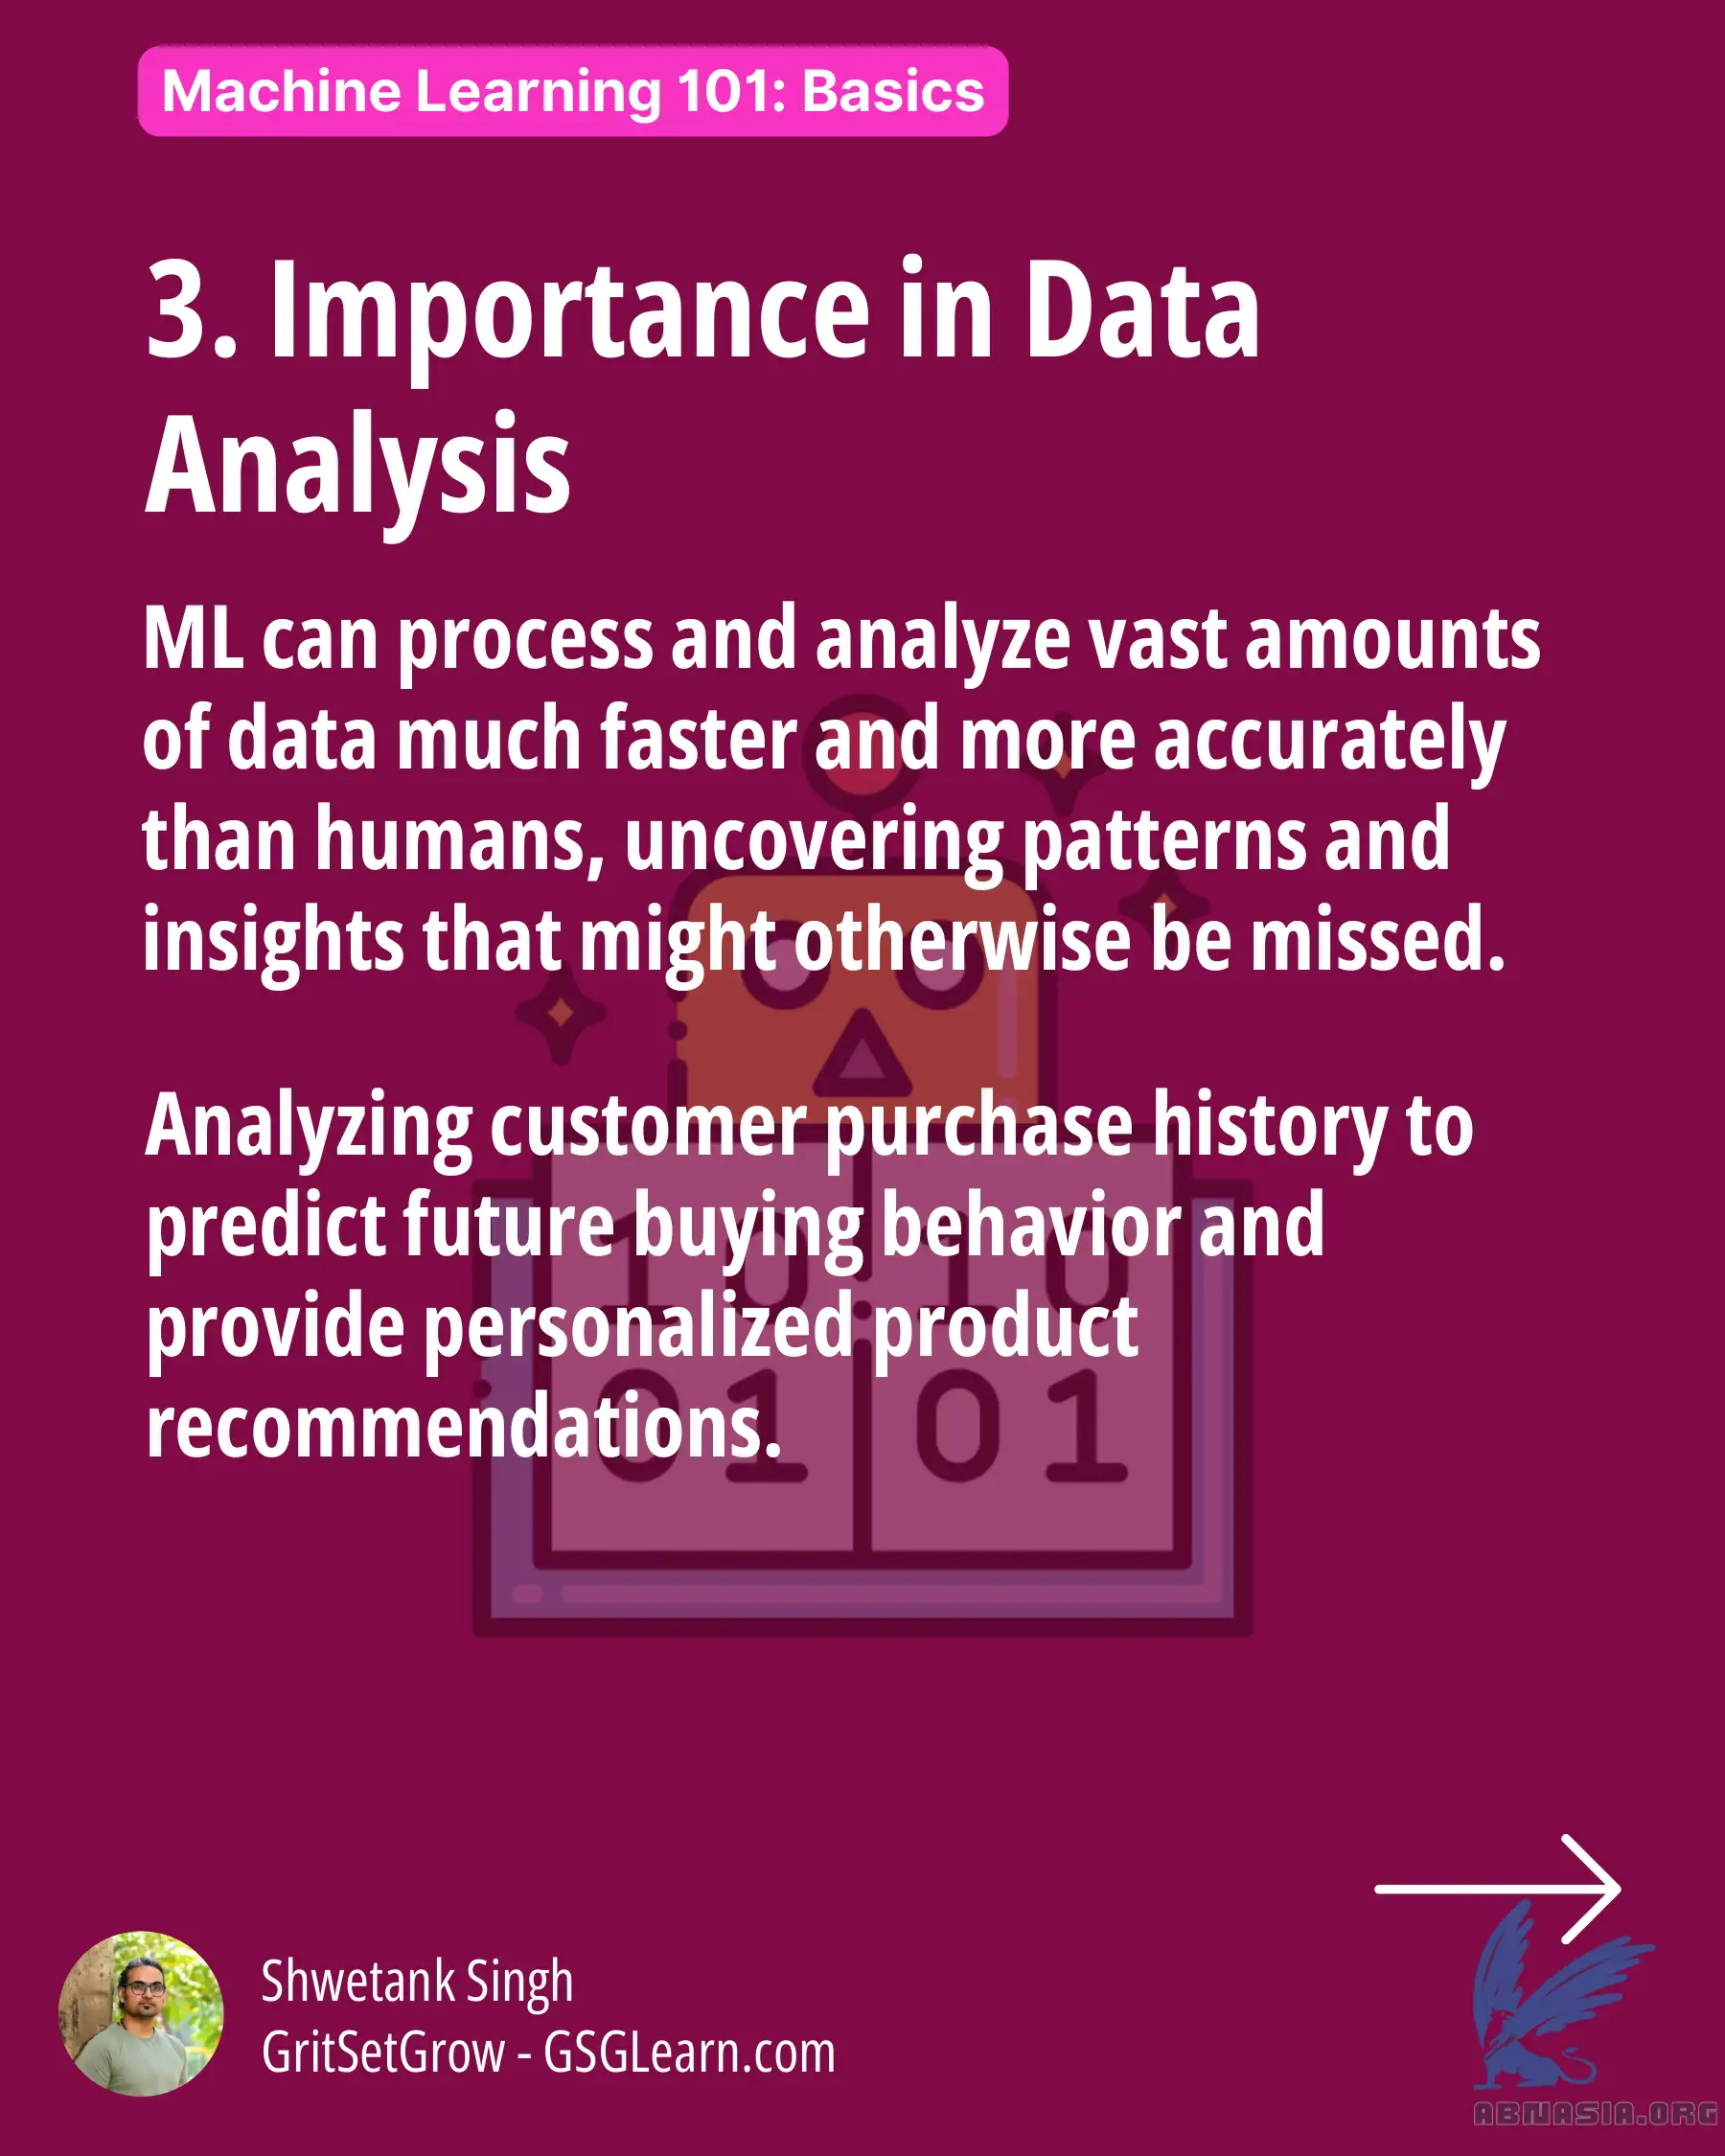 Machine Learning 101: Basics
3. Importance in Data
Analysis
ML can process and analyze vast amounts
of data much faster and more accurately
than humans, uncovering patterns and
insights that might otherwise be missed.
Analyzing customer purchase history to
predict future buying behavior and
provide personalized product
recommendations.
10 10
01 01
Shwetank Singh
GritSetGrow - GSGLearn.com
ABNASIA.ORG